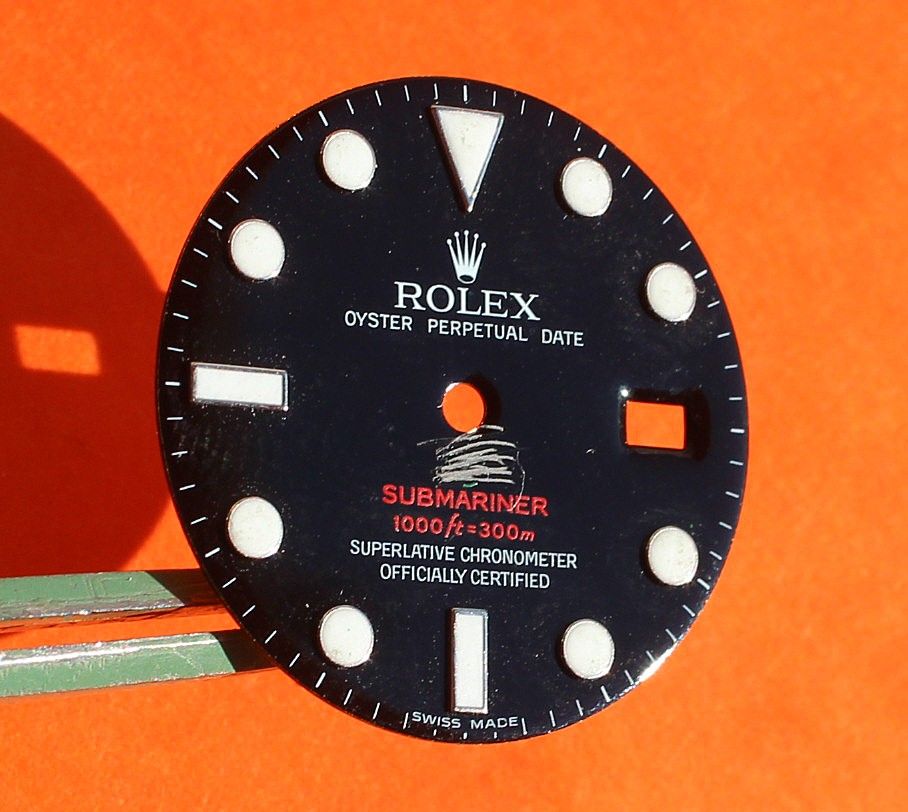 ROLEX
OYSTER PERPETUAL DATE
SUBMARINER
1000ft=300m
SUPERLATIVE CHRONOMETER
OFFICIALLY CERTIFIED
SWISS MADE